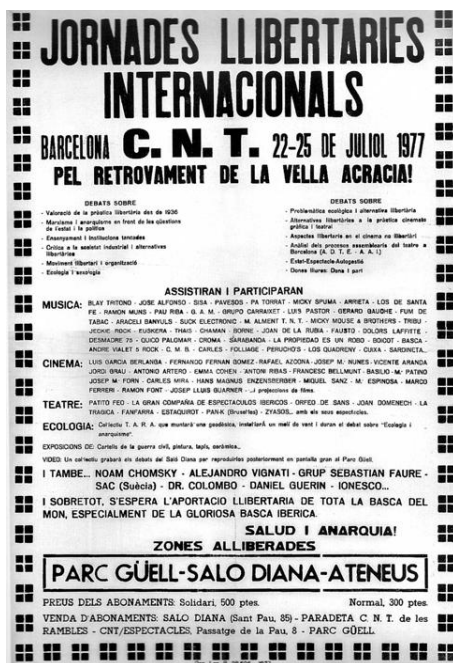 JORNADES LLIBERTARIES
INTERNACIONALS
BARCELONA C. N. T. 22-25 DE JULIOL 1977
PEL RETROVAMENT DE LA VELLA ACRACIA!
DEBATS SOBRE
- Valoració de la pràctica llibertària des de 1936
- Marxisme i anarquisme en front de les qüestions
de l'estat i la política
- Ensenyament i institucions tancades
- Crítica a la societat industrial i alternatives
llibertàries
- Moviment llibertari i organització
- Ecologia i sexologia
DEBATS SOBRE
- Problemàtica ecològica i alternativa llibertària
- Alternatives llibertàries a la pràctica cinemato
gràfica i teatral
- Aspectes llibertaris en el cinema no llibertari
- Anàlisi dels processos assemblearis del teatre a
Barcelona (A. D. T. E. - A. A. I.)
- Estat-Espectacle-Autogestió
- Dones lliures: Dona i part
ASSISTIRAN I PARTICIPARAN
MUSICA: BLAY TRITONO - JOSE ALFONSO - SISA - PAVESOS - PA TORRAT - MICKY SPUMA - ARRIETA - LOS DE SANTA
FE - RAMON MUNS - PAU RIBA - G. A. M. - GRUPO CARRAIXET - LUIS PASTOR - GERARD GAUDHE - FUM DE
TABAC - ARACELI BANYULS - SUCK ELECTRONIC - M. ALMENT T. N. T. - MICKY MOUSE & BROTHERS - TRIBU -
JECHIE ROCK - EUSKERA - THAIS - CHAMAN - BORNE - JOAN DE LA RUBIA - FAUSTO - DOLORS LAFFITTE -
DESMADRE 75 - QUICO PALOMAR - CROMA - SARABANDA - LA PROPIEDAD ES UN ROBO - BOICOT - BASCA -
ANDRE VIALET 5 ROCK - C. M. B. - CARLES - FOLLAGE - PERUCHO'S - LOS QUADROW - CUIXA - SARDINETA...
CINEMA: LUIS GARCIA BERLANGA - FERNANDO FERNAN GOMEZ - RAFAEL AZCONA - JOSEP M.ª NUNES - VICENTE ARANDA
JORDI GRAU - ANTONIO ARTERO - EMMA COHEN - ANTONI RIBAS - FRANCESC BELLMUNT - BASILIO M.ª PATINO
JOSEP M. FORN - CARLES MIRA - HANS MAGNUS ENZENSBERGER - MIQUEL SANZ - M. ESPINOSA - MARCO
FERRERI - RAMON FONT - JOSEP LLUIS GUARNER - ...i projeccions de films.
TEATRE: PATITO FEO - LA GRAN COMPAÑIA DE ESPECTACULOS IBERICOS - ORFEO DE SANS - JOAN DOMENECH - LA
TRAGICA - FANFARRA - ESTAQUIROT - PAN-K (Bruselles) - ZYASOS... amb els seus espectacles.
ECOLOGIA: Col·lectiu T. A. R. A. que muntarà una geodèsica, instal·larà un molí de vent i daran el debat sobre "Ecologia i
anarquisme".
EXPOSICIONS DE: Cartells de la guerra civil, pintura, tapís, ceràmica...
VIDEO: Un col·lectiu gravarà els debats del Saló Diana per reproduirlos posteriorment en pantalla gran al Parc Güell.
I TAMBE... NOAM CHOMSKY - ALEJANDRO VIGNATI - GRUP SEBASTIAN FAURE -
SAC (Suècia) - DR. COLOMBO - DANIEL GUERIN - IONESCO...
I SOBRETOT, S'ESPERA L'APORTACIO LLIBERTARIA DE TOTA LA BASCA DEL
MON, ESPECIALMENT DE LA GLORIOSA BASCA IBERICA.
SALUD I ANARQUIA!
ZONES ALLIBERADES
PARC GÜELL-SALO DIANA-ATENEUS
PREUS DELS ABONAMENTS: Solidari, 500 ptes. Normal, 300 ptes.
VENDA D'ABONAMENTS: SALO DIANA (Sant Pau, 85) - PARADETA C. N. T. de les
RAMBLES - CNT/ESPECTACLES, Passatge de la Pau, 8 - PARC GÜELL